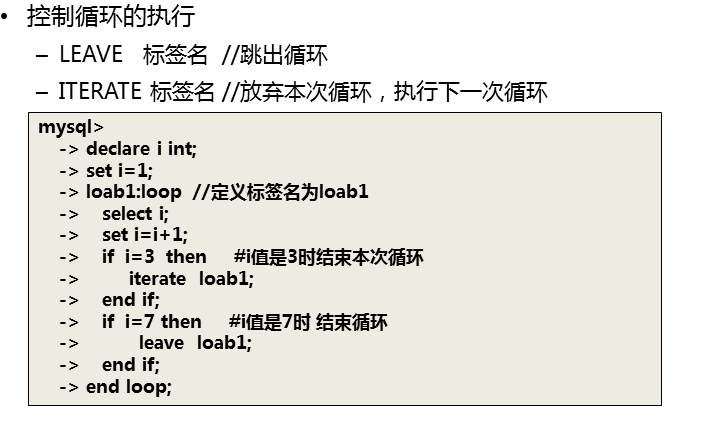 • 控制循环的执行
– LEAVE 标签名 //跳出循环
– ITERATE 标签名 //放弃本次循环，执行下一次循环
mysql>
-> declare i int;
-> set i=1;
-> loab1:loop //定义标签名为loab1
-> select i;
-> set i=i+1;
-> if i=3 then #i值是3时结束本次循环
-> iterate loab1;
-> end if;
-> if i=7 then #i值是7时 结束循环
-> leave loab1;
-> end if;
-> end loop;